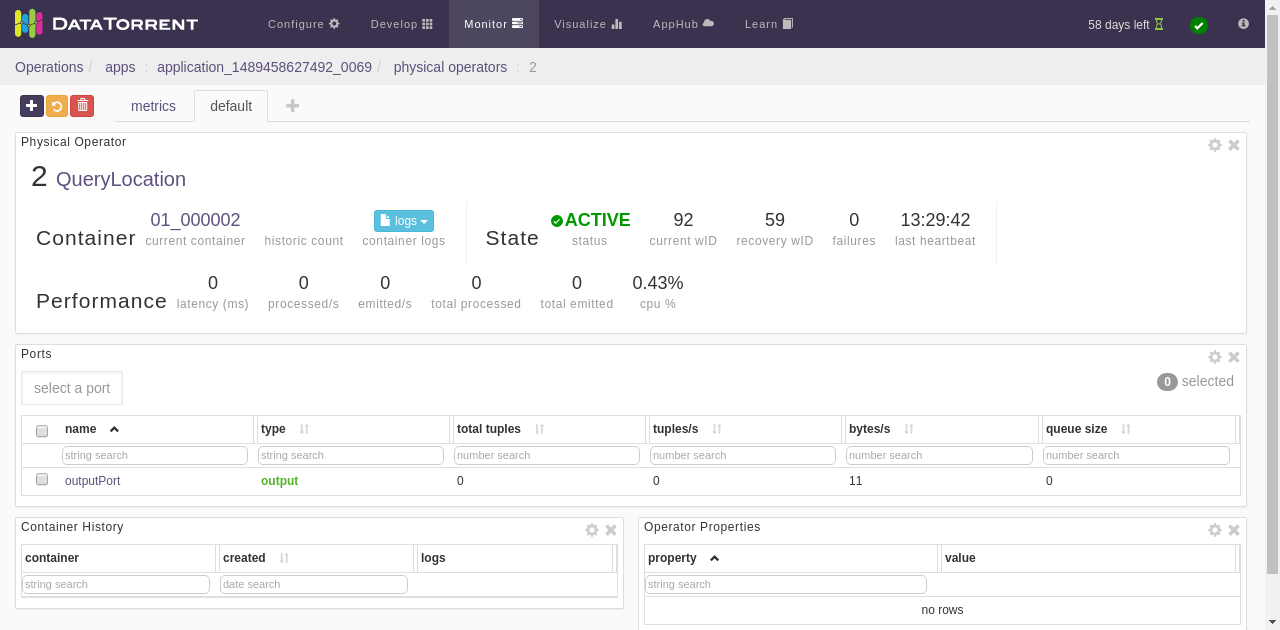 DATATORRENT Configure Develop Monitor Visualize AppHub Learn 58 days left
Operations / apps : application_1489458627492_0069 / physical operators : 2
metrics default
Physical Operator
2 QueryLocation
Container 01_000002 current container historic count logs container logs State ACTIVE status 92 current wID 59 recovery wID 0 failures 13:29:42 last heartbeat
Performance 0 latency (ms) 0 processed/s 0 emitted/s 0 total processed 0 total emitted 0.43% cpu %
Ports
select a port 0 selected
name type total tuples tuples/s bytes/s queue size
string search string search number search number search number search number search
outputPort output 0 0 11 0
Container History
container created logs
string search date search
Operator Properties
property value
string search
no rows